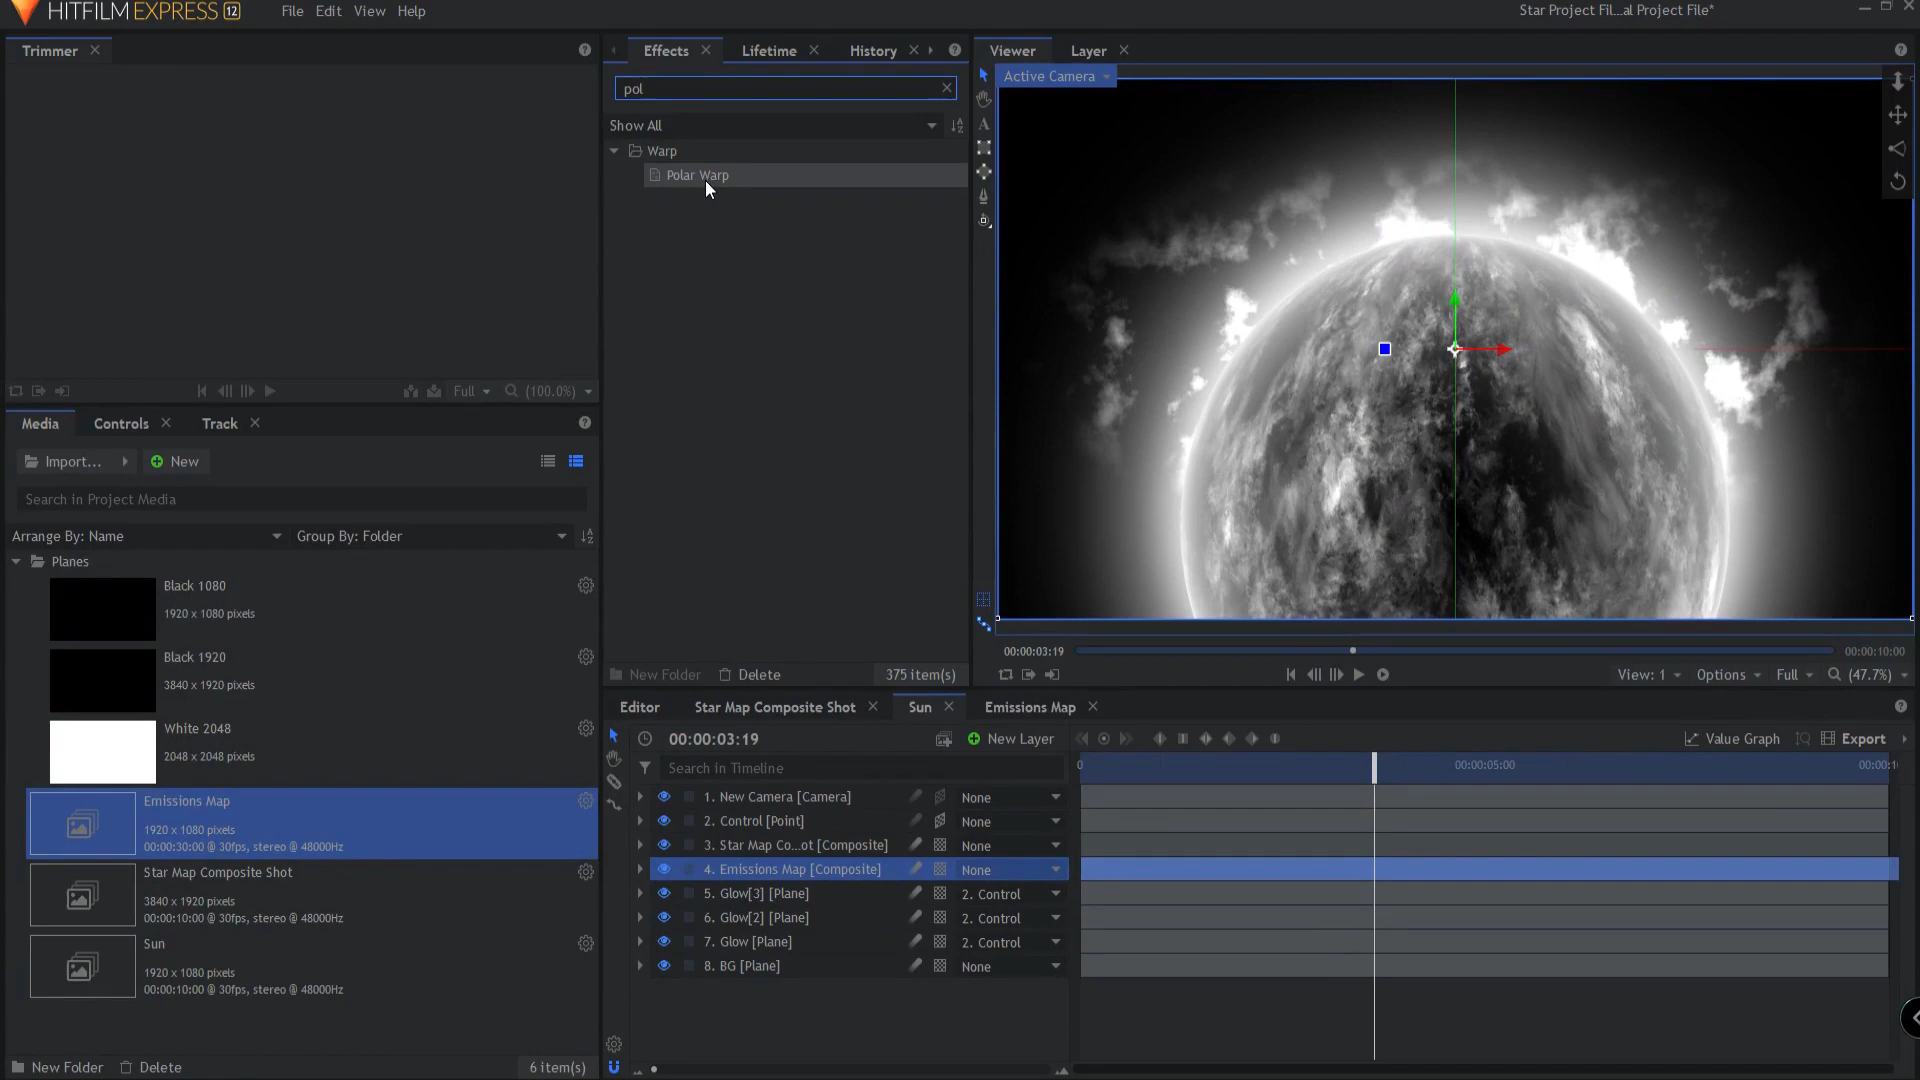 HITFILM EXPRESS 12
File Edit View Help
Star Project Fil...al Project File*
Trimmer
Effects Lifetime History
Viewer Layer
pol
Active Camera
Show All
Warp
Polar Warp
Full (100.0%)
Media Controls Track
Import... New
Search in Project Media
Arrange By: Name
Group By: Folder
Planes
Black 1080
1920 x 1080 pixels
Black 1920
3840 x 1920 pixels
White 2048
2048 x 2048 pixels
Emissions Map
1920 x 1080 pixels
00:00:30:00 @ 30fps, stereo @ 48000Hz
Star Map Composite Shot
3840 x 1920 pixels
00:00:10:00 @ 30fps, stereo @ 48000Hz
Sun
1920 x 1080 pixels
00:00:10:00 @ 30fps, stereo @ 48000Hz
New Folder Delete 6 item(s)
New Folder Delete 375 item(s)
00:00:03:19
00:00:10:00
View: 1 Options Full (47.7%)
Editor Star Map Composite Shot Sun Emissions Map
00:00:03:19 New Layer
Value Graph Export
Search in Timeline
0 00:00:05:00 00:00:1
1. New Camera [Camera] None
2. Control [Point] None
3. Star Map Co...ot [Composite] None
4. Emissions Map [Composite] None
5. Glow[3] [Plane] 2. Control
6. Glow[2] [Plane] 2. Control
7. Glow [Plane] 2. Control
8. BG [Plane] None